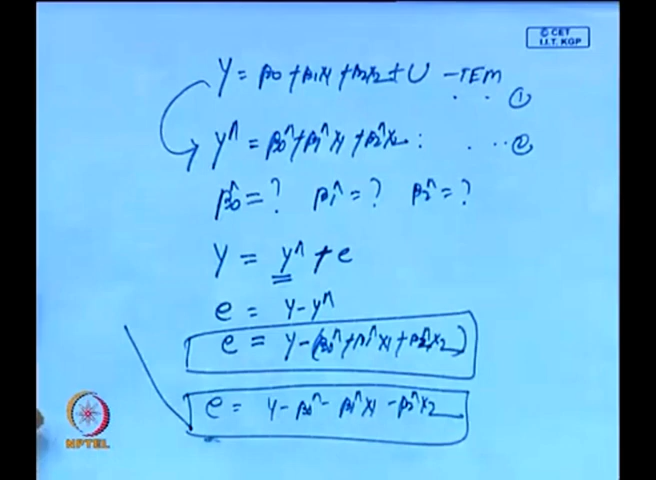 © CET
I.I.T. KGP
Y = β0 + β1X1 + β2X2 + U - TEM
. . ①
Y^ = β0^ + β1^X1 + β2^X2 : . .. ②
β0^ = ? β1^ = ? β2^ = ?
Y = Y^ + e
e = Y - Y^
e = Y - (β0^ + β1^X1 + β2^X2)
e = Y - β0^ - β1^X1 - β2^X2
NPTEL